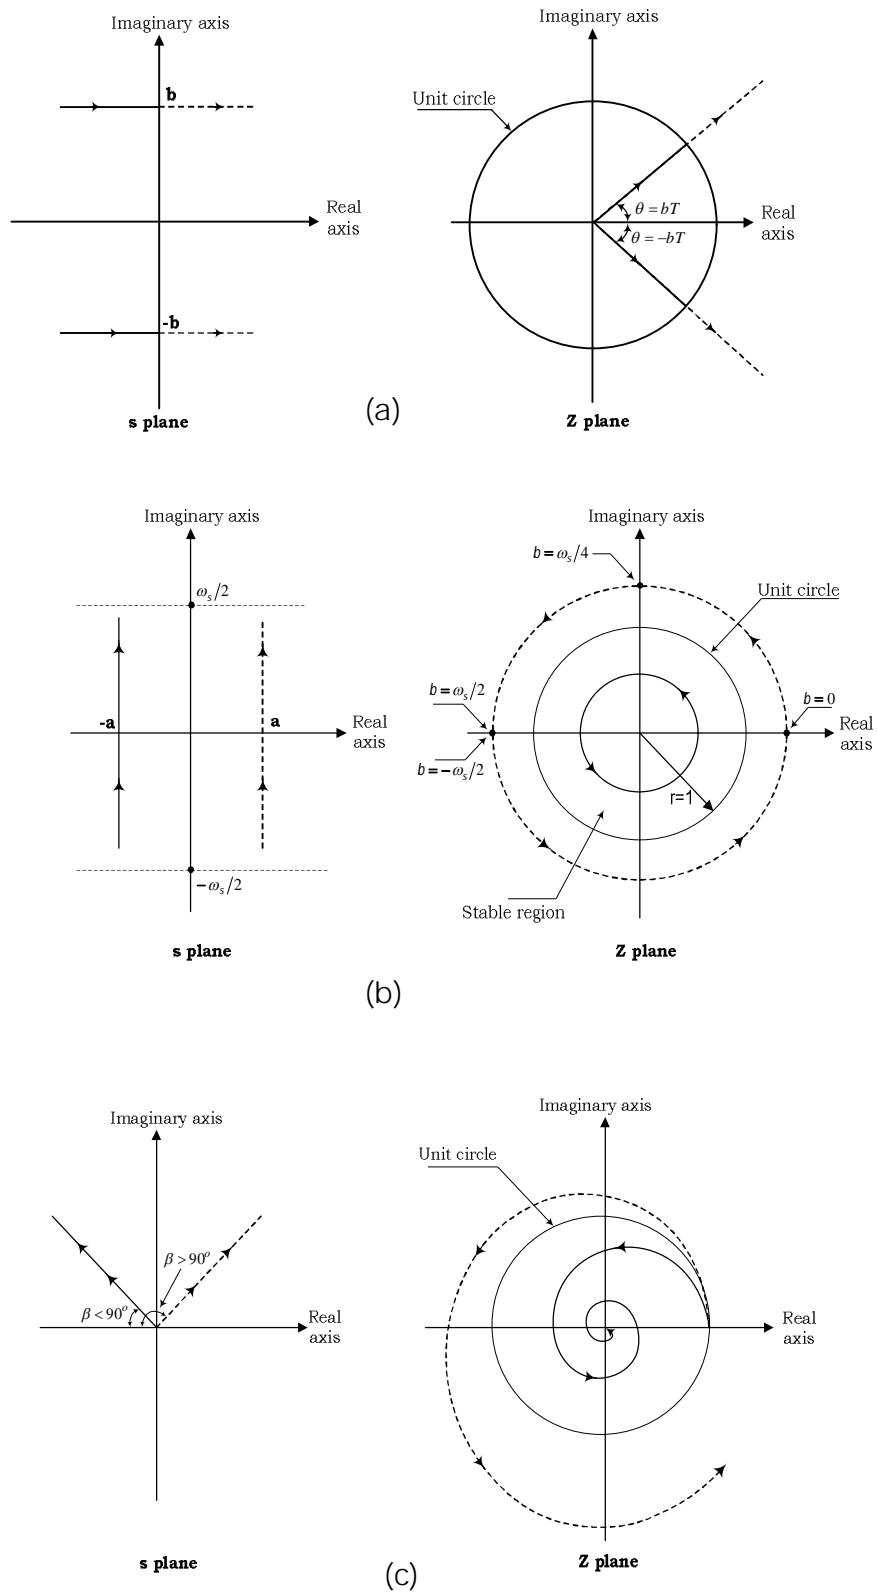 Imaginary axis
b
Real
axis
-b
s plane
Imaginary axis
Unit circle
θ = bT
θ = −bT
Real
axis
Z plane
(a)
Imaginary axis
ωs/2
-a
a
Real
axis
−ωs/2
s plane
Imaginary axis
b = ωs/4
Unit circle
b = ωs/2
b = 0
Real
axis
b = −ωs/2
r=1
Stable region
Z plane
(b)
Imaginary axis
β > 90°
β < 90°
Real
axis
s plane
Imaginary axis
Unit circle
Real
axis
Z plane
(c)